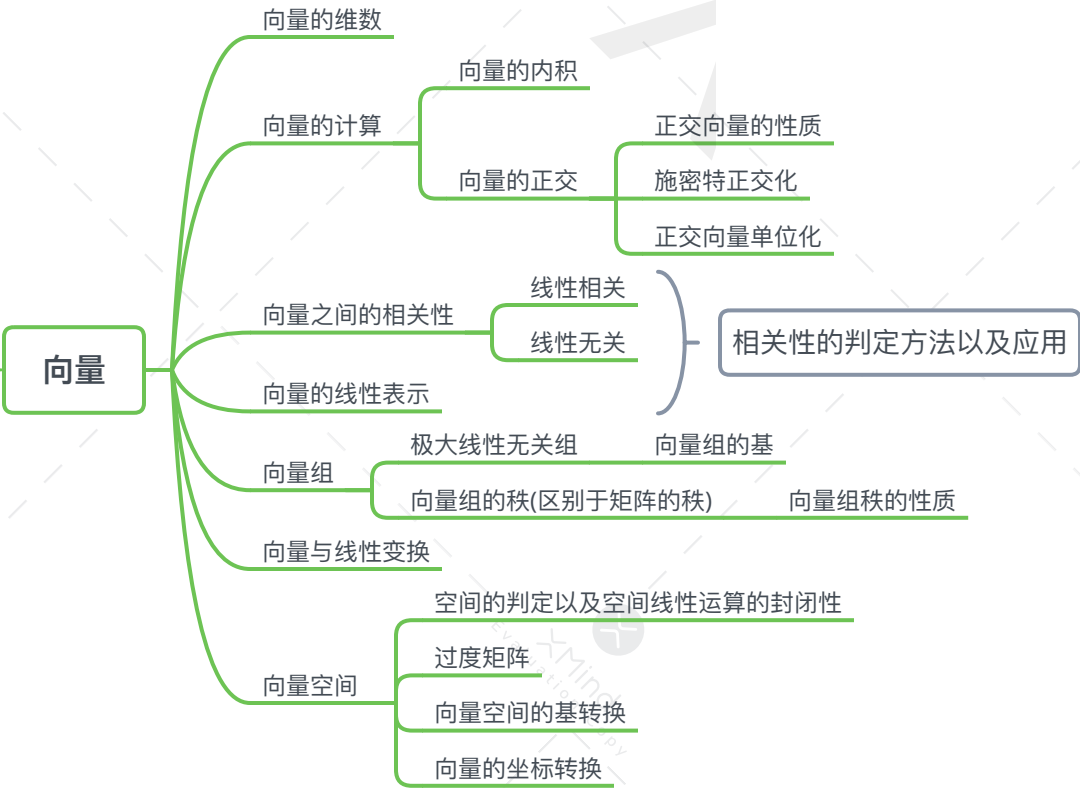 向量
向量的维数
向量的计算
向量的内积
向量的正交
正交向量的性质
施密特正交化
正交向量单位化
向量之间的相关性
线性相关
线性无关
相关性的判定方法以及应用
向量的线性表示
向量组
极大线性无关组
向量组的基
向量组的秩(区别于矩阵的秩)
向量组秩的性质
向量与线性变换
向量空间
空间的判定以及空间线性运算的封闭性
过度矩阵
向量空间的基转换
向量的坐标转换
XMind
Evaluation Copy